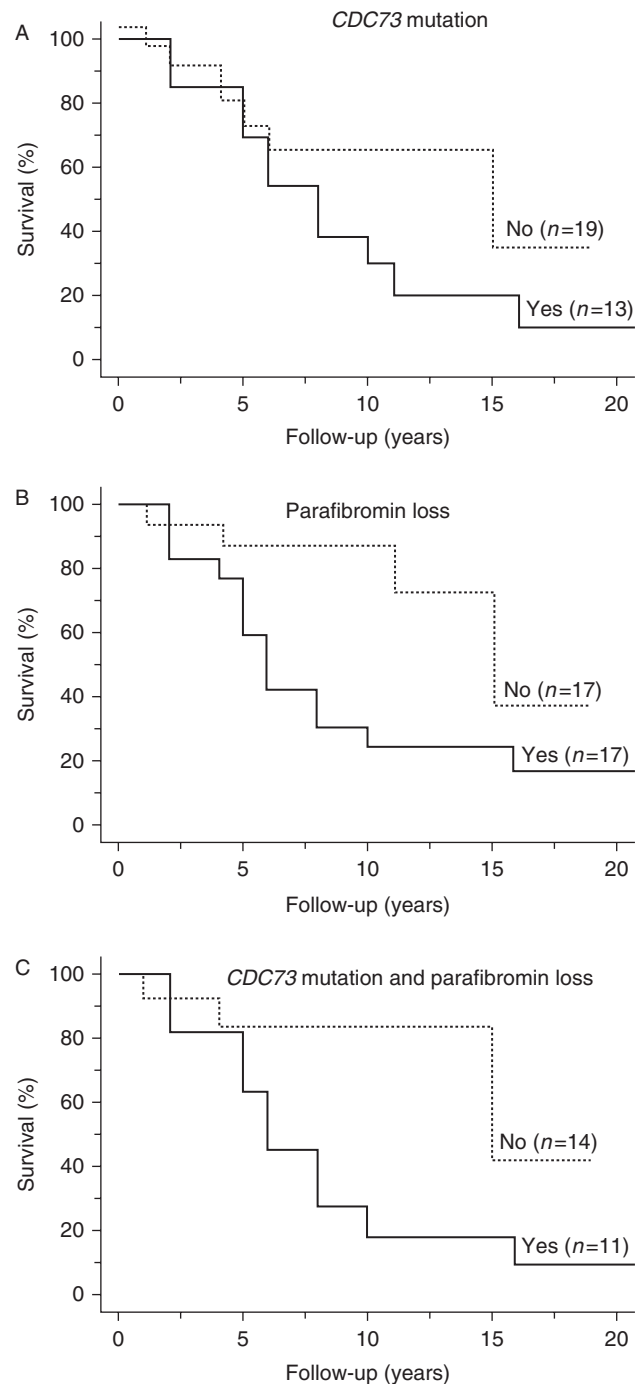 A
CDC73 mutation
100
80
60
40
20
0
Survival (%)
No (n=19)
Yes (n=13)
0 5 10 15 20
Follow-up (years)
B
Parafibromin loss
100
80
60
40
20
0
Survival (%)
No (n=17)
Yes (n=17)
0 5 10 15 20
Follow-up (years)
C
CDC73 mutation and parafibromin loss
100
80
60
40
20
0
Survival (%)
No (n=14)
Yes (n=11)
0 5 10 15 20
Follow-up (years)